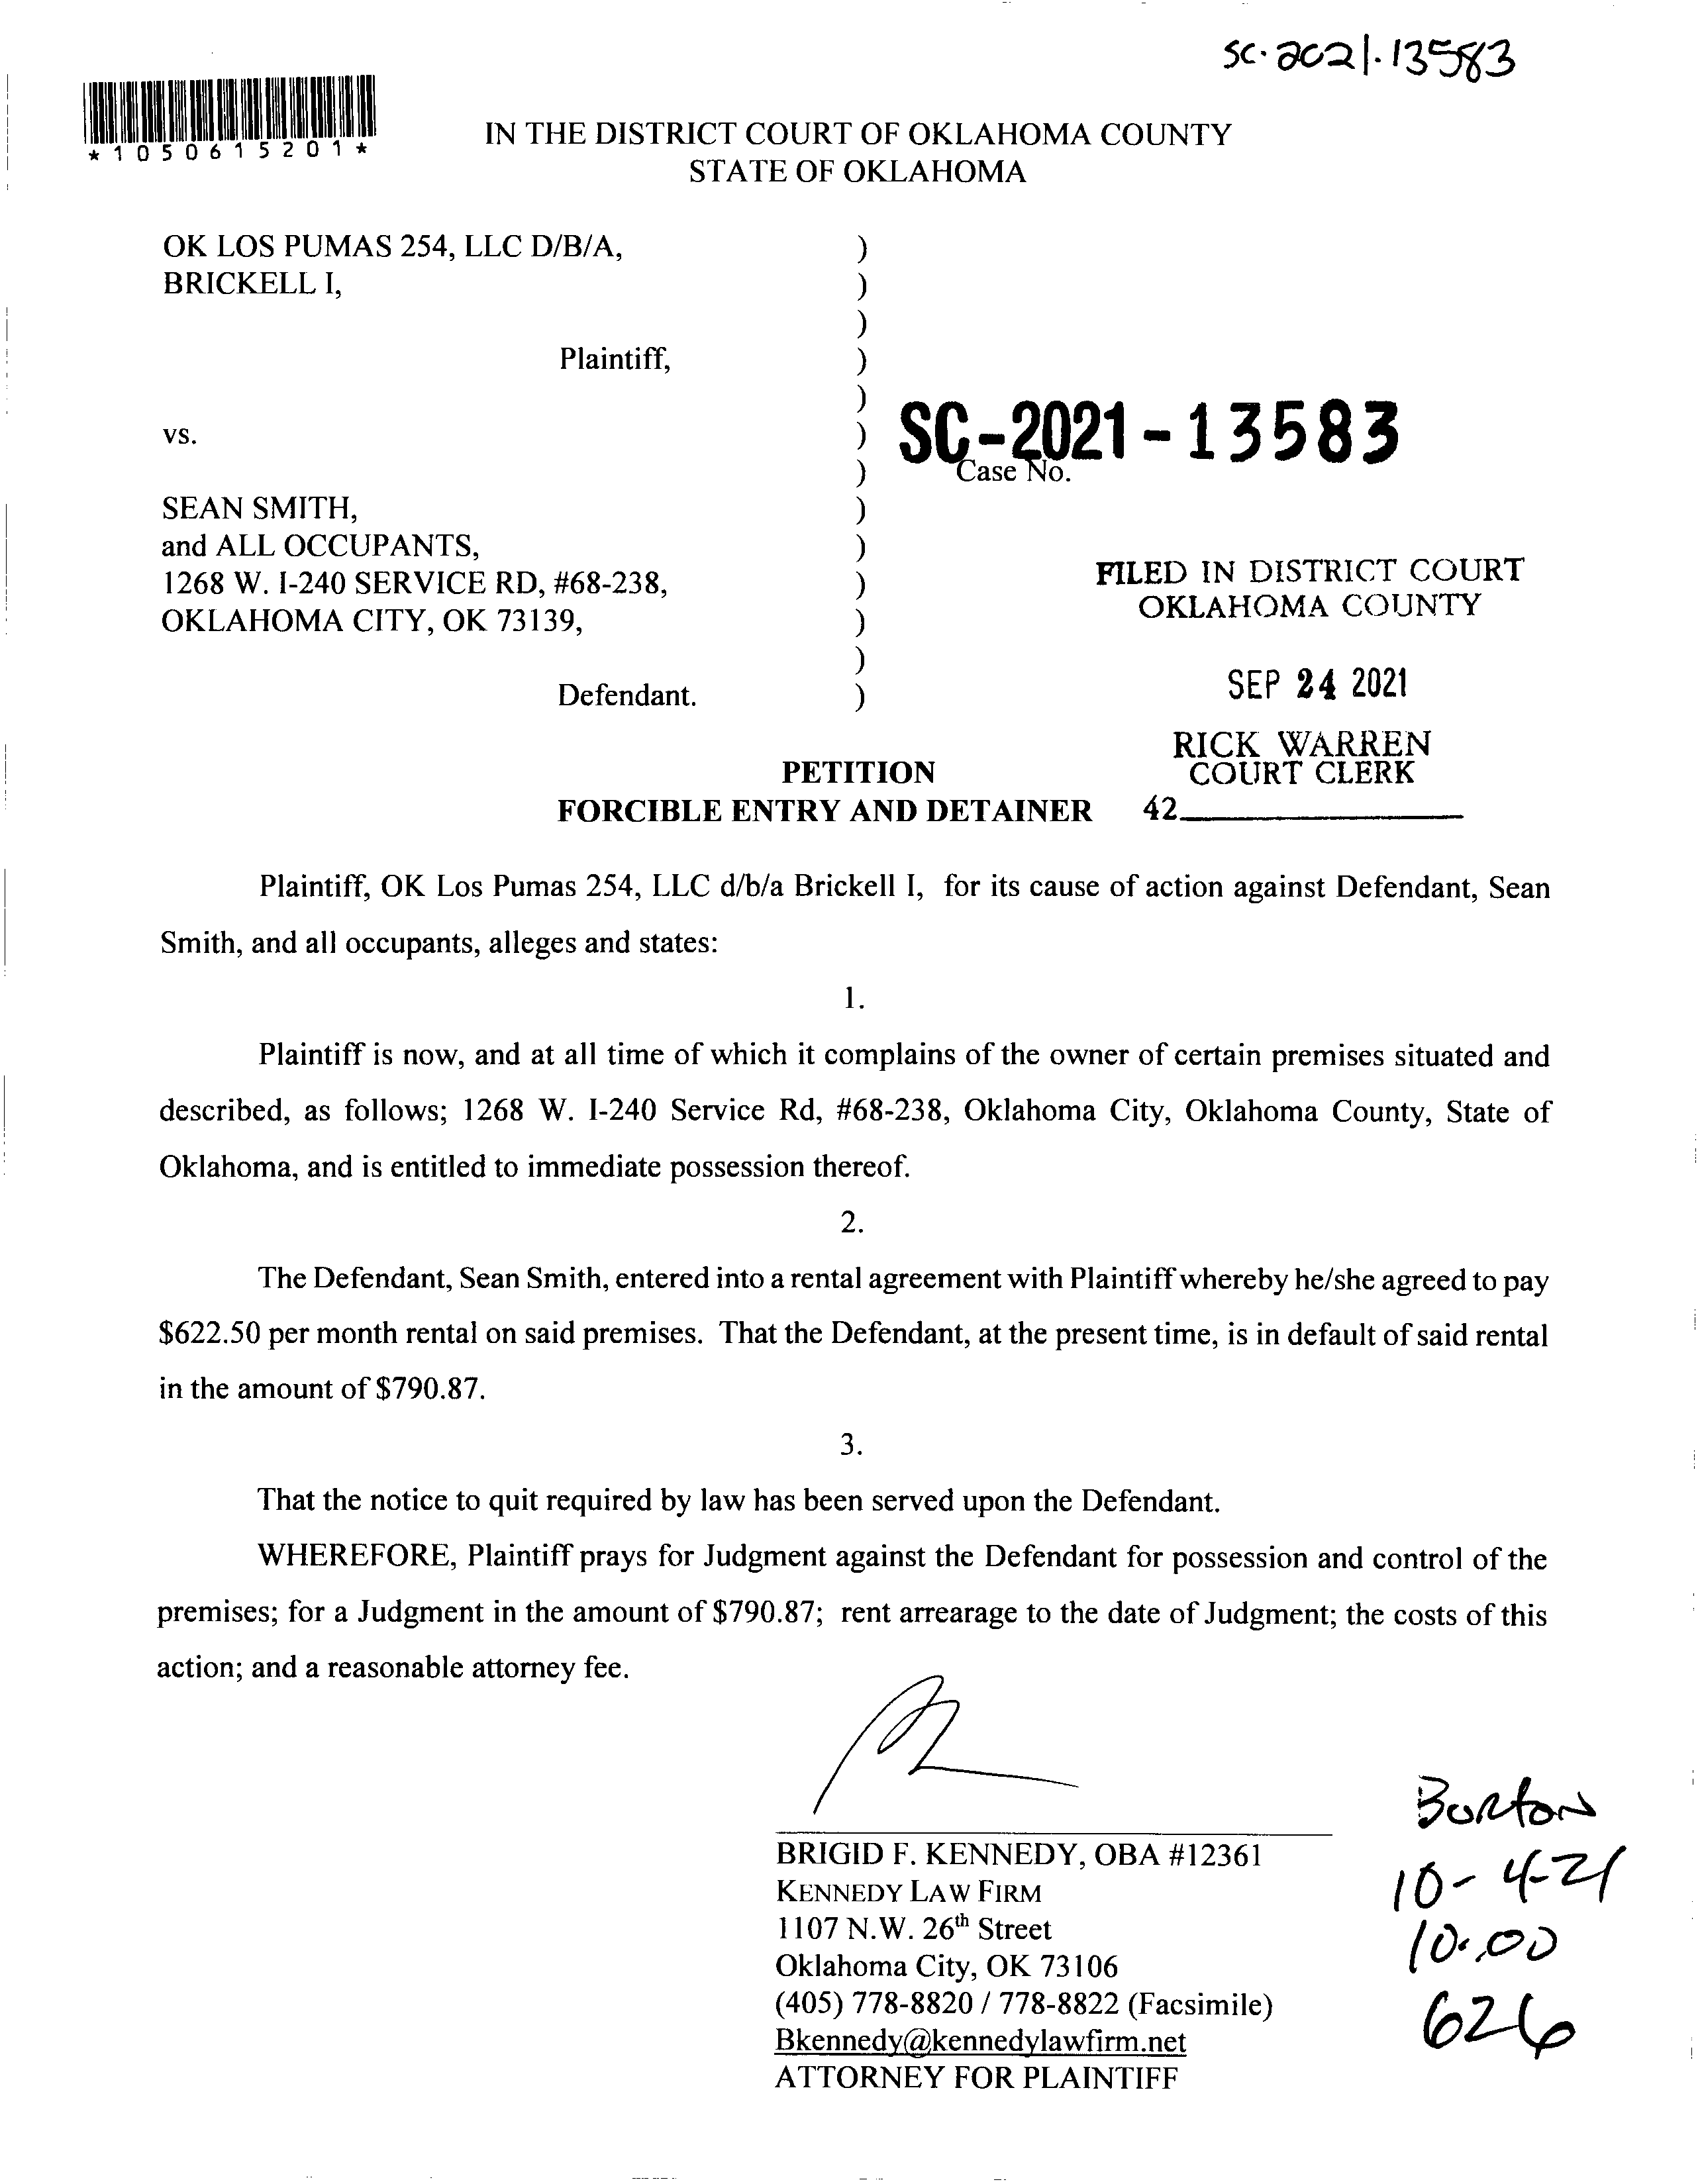 SC-2021-13583
*1050615201*
IN THE DISTRICT COURT OF OKLAHOMA COUNTY
STATE OF OKLAHOMA
OK LOS PUMAS 254, LLC D/B/A, )
BRICKELL I, )
)
Plaintiff, )
)
vs. ) SC-2021-13583
) Case No.
SEAN SMITH, )
and ALL OCCUPANTS, )
1268 W. I-240 SERVICE RD, #68-238, ) FILED IN DISTRICT COURT
OKLAHOMA CITY, OK 73139, ) OKLAHOMA COUNTY
)
Defendant. ) SEP 24 2021
RICK WARREN
PETITION COURT CLERK
FORCIBLE ENTRY AND DETAINER 42
Plaintiff, OK Los Pumas 254, LLC d/b/a Brickell I, for its cause of action against Defendant, Sean
Smith, and all occupants, alleges and states:
1.
Plaintiff is now, and at all time of which it complains of the owner of certain premises situated and
described, as follows; 1268 W. I-240 Service Rd, #68-238, Oklahoma City, Oklahoma County, State of
Oklahoma, and is entitled to immediate possession thereof.
2.
The Defendant, Sean Smith, entered into a rental agreement with Plaintiff whereby he/she agreed to pay
$622.50 per month rental on said premises. That the Defendant, at the present time, is in default of said rental
in the amount of $790.87.
3.
That the notice to quit required by law has been served upon the Defendant.
WHEREFORE, Plaintiff prays for Judgment against the Defendant for possession and control of the
premises; for a Judgment in the amount of $790.87; rent arrearage to the date of Judgment; the costs of this
action; and a reasonable attorney fee.
BRIGID F. KENNEDY, OBA #12361
KENNEDY LAW FIRM
1107 N.W. 26th Street
Oklahoma City, OK 73106
(405) 778-8820 / 778-8822 (Facsimile)
Bkennedy@kennedylawfirm.net
ATTORNEY FOR PLAINTIFF
Burton
10-4-21
10:00
626